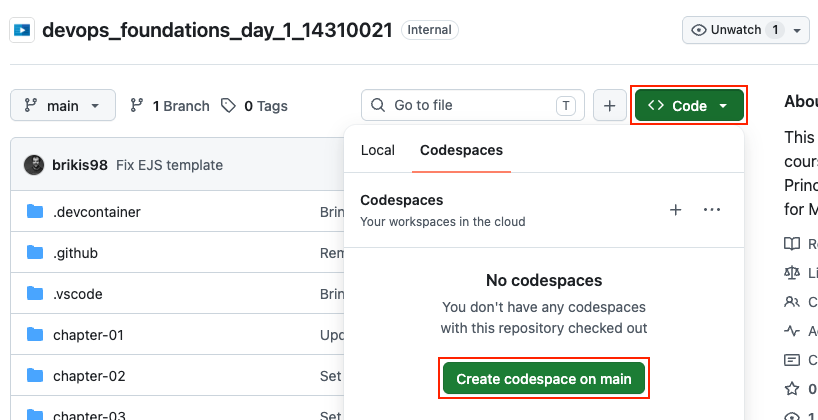 devops_foundations_day_1_14310021 Internal
Unwatch 1
main 1 Branch 0 Tags
Go to file T
Code
Local Codespaces
Codespaces
Your workspaces in the cloud
No codespaces
You don't have any codespaces
with this repository checked out
Create codespace on main
brikis98 Fix EJS template
.devcontainer Brin
.github Rem
.vscode Brin
chapter-01 Upd
chapter-02 Set
chapter-03 Set
Abou
This
cours
Princ
for M
Re
Li
C
A
C
0
1